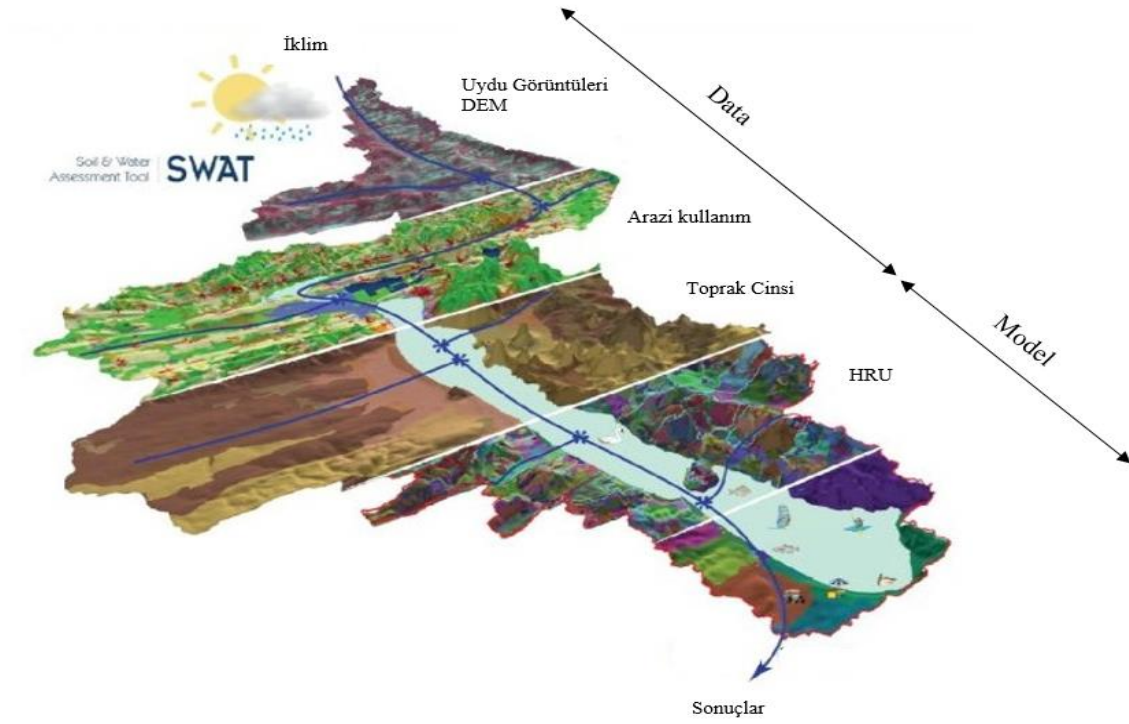 İklim
Uydu Görüntüleri
DEM
Data
Soil & Water
Assessment Tool
SWAT
Arazi kullanım
Toprak Cinsi
Model
HRU
Sonuçlar